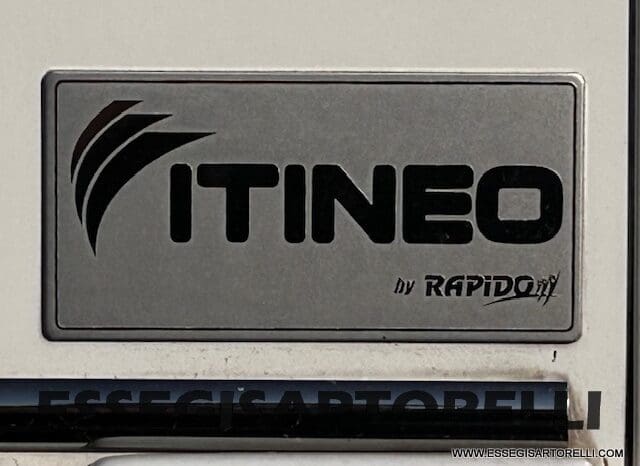 ITINEO
by RAPIDO
ESSEGISARTORELLI
WWW.ESSEGISARTORELLI.COM